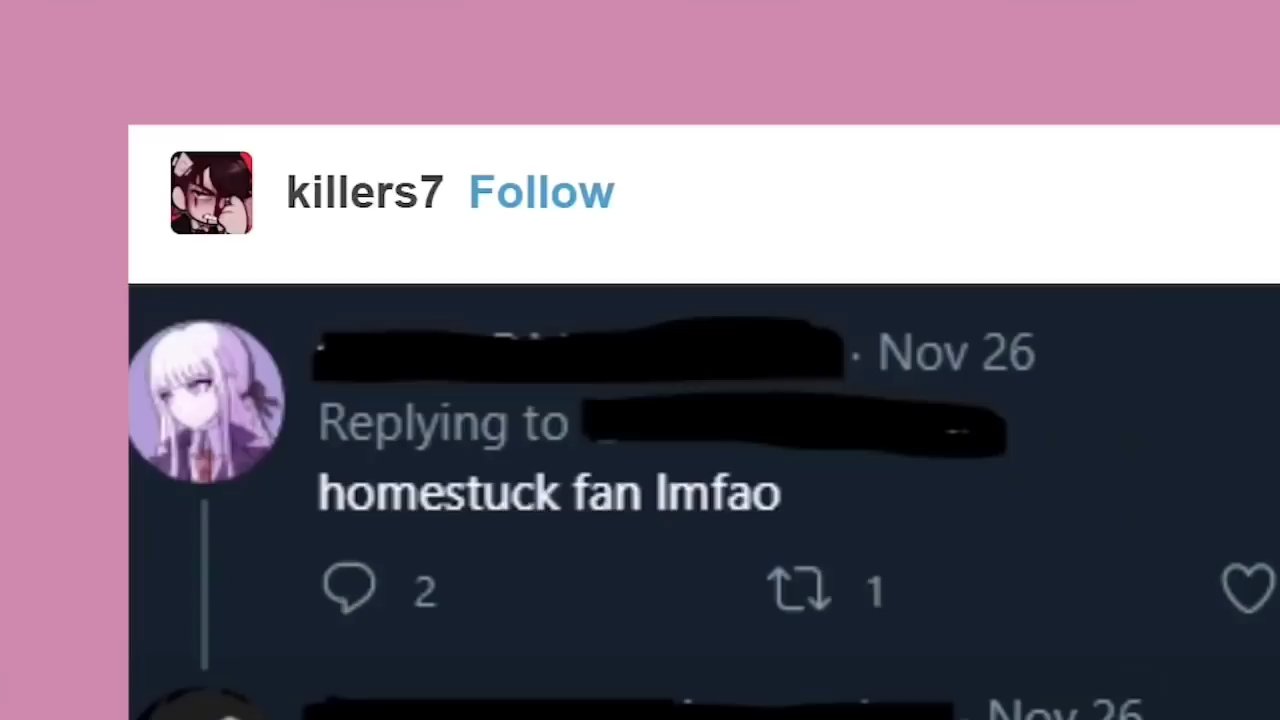 killers7 Follow
· Nov 26
Replying to
homestuck fan lmfao
2 1
Nov 26